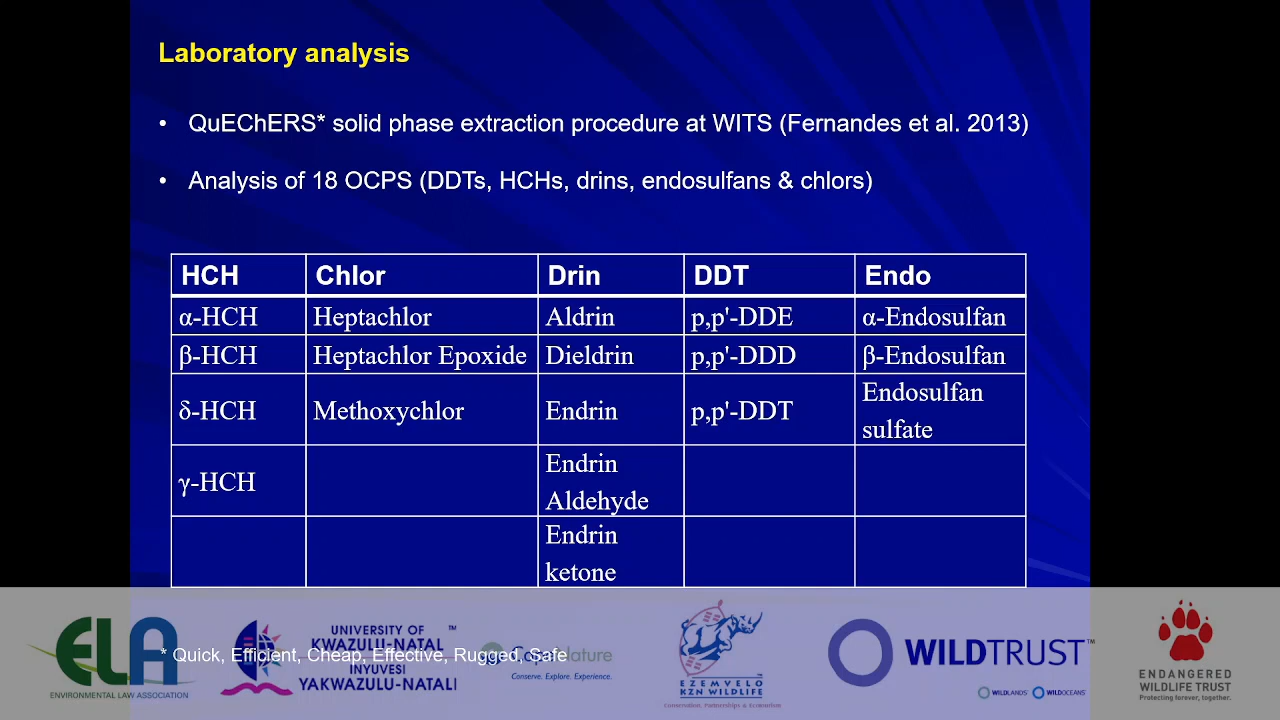 Laboratory analysis
• QuEChERS* solid phase extraction procedure at WITS (Fernandes et al. 2013)
• Analysis of 18 OCPS (DDTs, HCHs, drins, endosulfans & chlors)
HCH Chlor Drin DDT Endo
α-HCH Heptachlor Aldrin p,p'-DDE α-Endosulfan
β-HCH Heptachlor Epoxide Dieldrin p,p'-DDD β-Endosulfan
δ-HCH Methoxychlor Endrin p,p'-DDT Endosulfan
sulfate
γ-HCH Endrin
Aldehyde
Endrin
ketone
* Quick, Efficient, Cheap, Effective, Rugged, Safe
ELA
ENVIRONMENTAL LAW ASSOCIATION
UNIVERSITY OF ™
KWAZULU-NATAL
INYUVESI
YAKWAZULU-NATALI
Conserve. Explore. Experience.
EZEMVELO
KZN WILDLIFE
Conservation, Partnerships & Ecotourism
WILDTRUST™
WILDLANDS WILDOCEANS
ENDANGERED
WILDLIFE TRUST
Protecting forever, together.